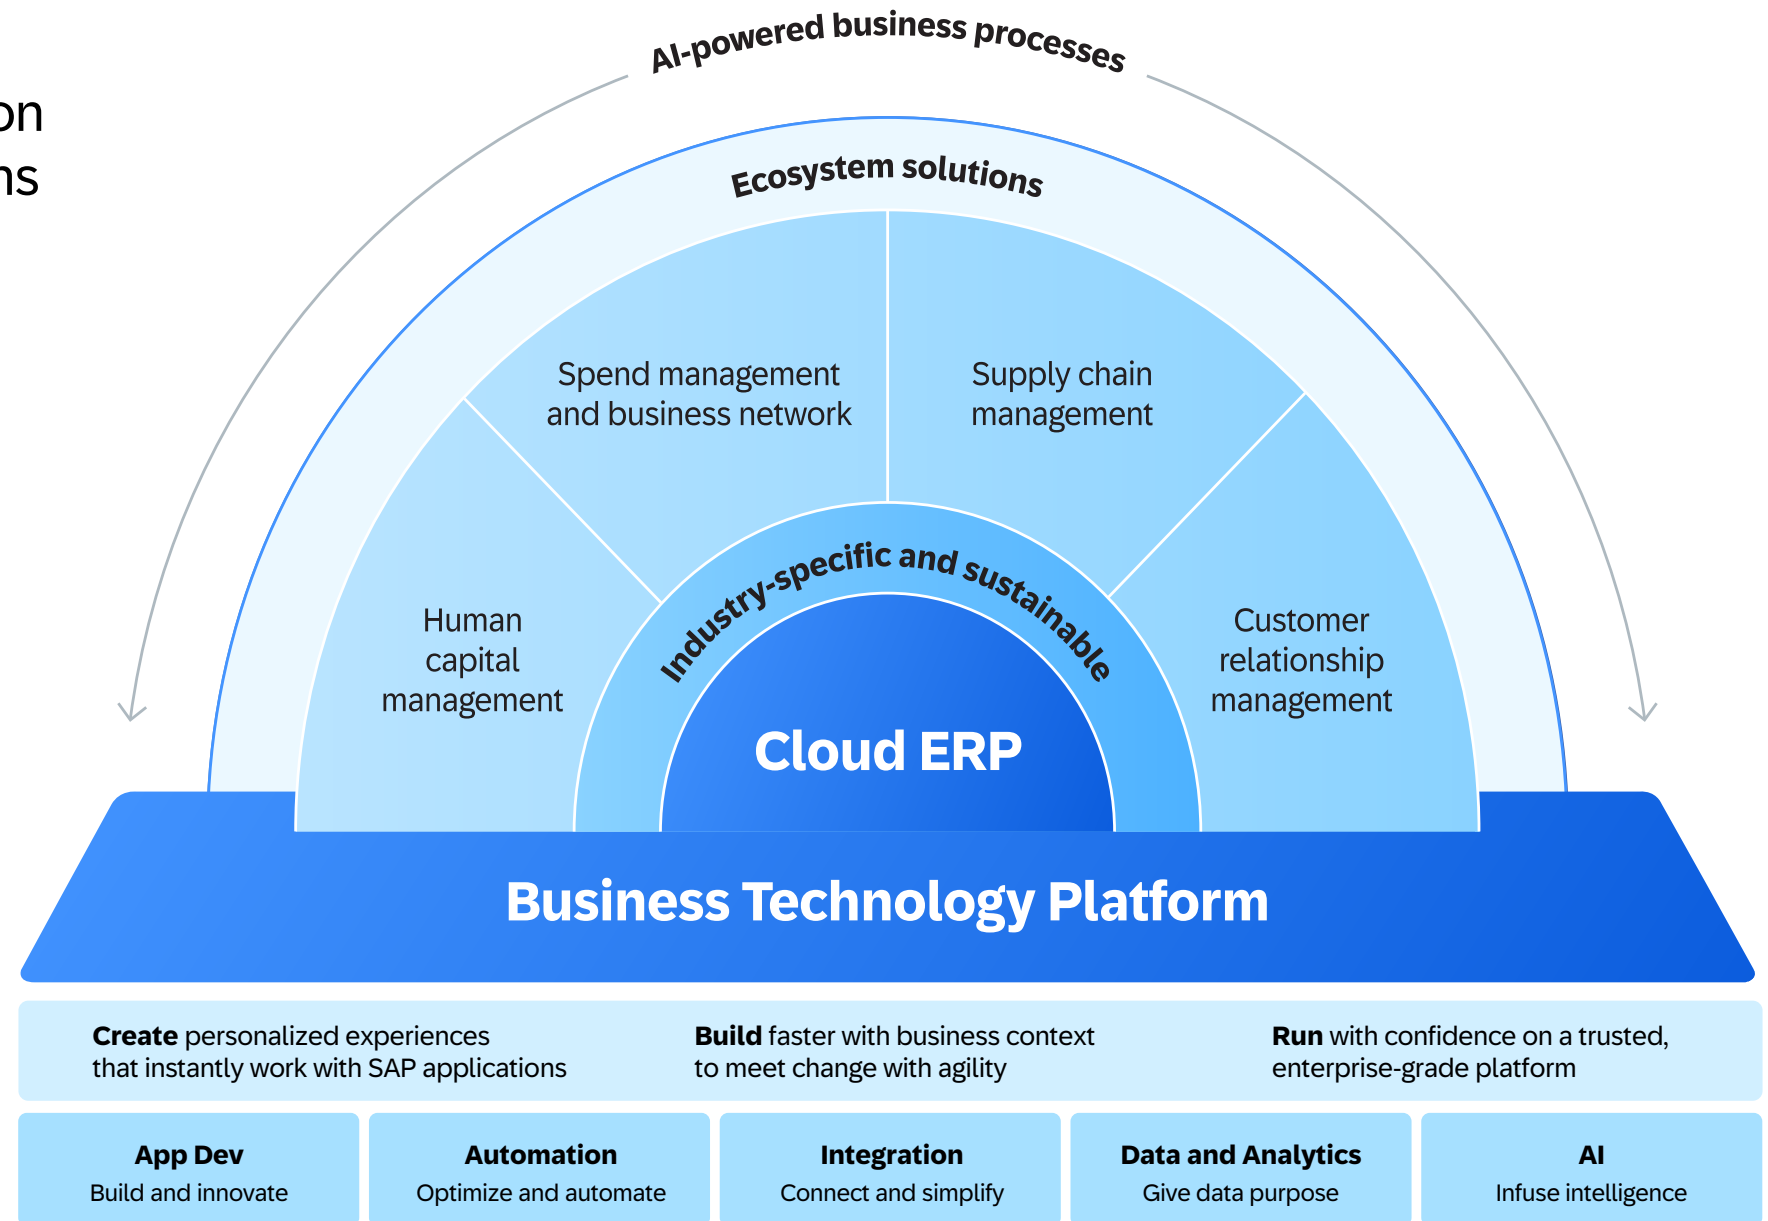 AI-powered business processes
on
ns
Ecosystem solutions
Spend management
and business network
Supply chain
management
Human
capital
management
Industry-specific and sustainable
Customer
relationship
management
Cloud ERP
Business Technology Platform
Create personalized experiences
that instantly work with SAP applications
Build faster with business context
to meet change with agility
Run with confidence on a trusted,
enterprise-grade platform
App Dev
Build and innovate
Automation
Optimize and automate
Integration
Connect and simplify
Data and Analytics
Give data purpose
AI
Infuse intelligence